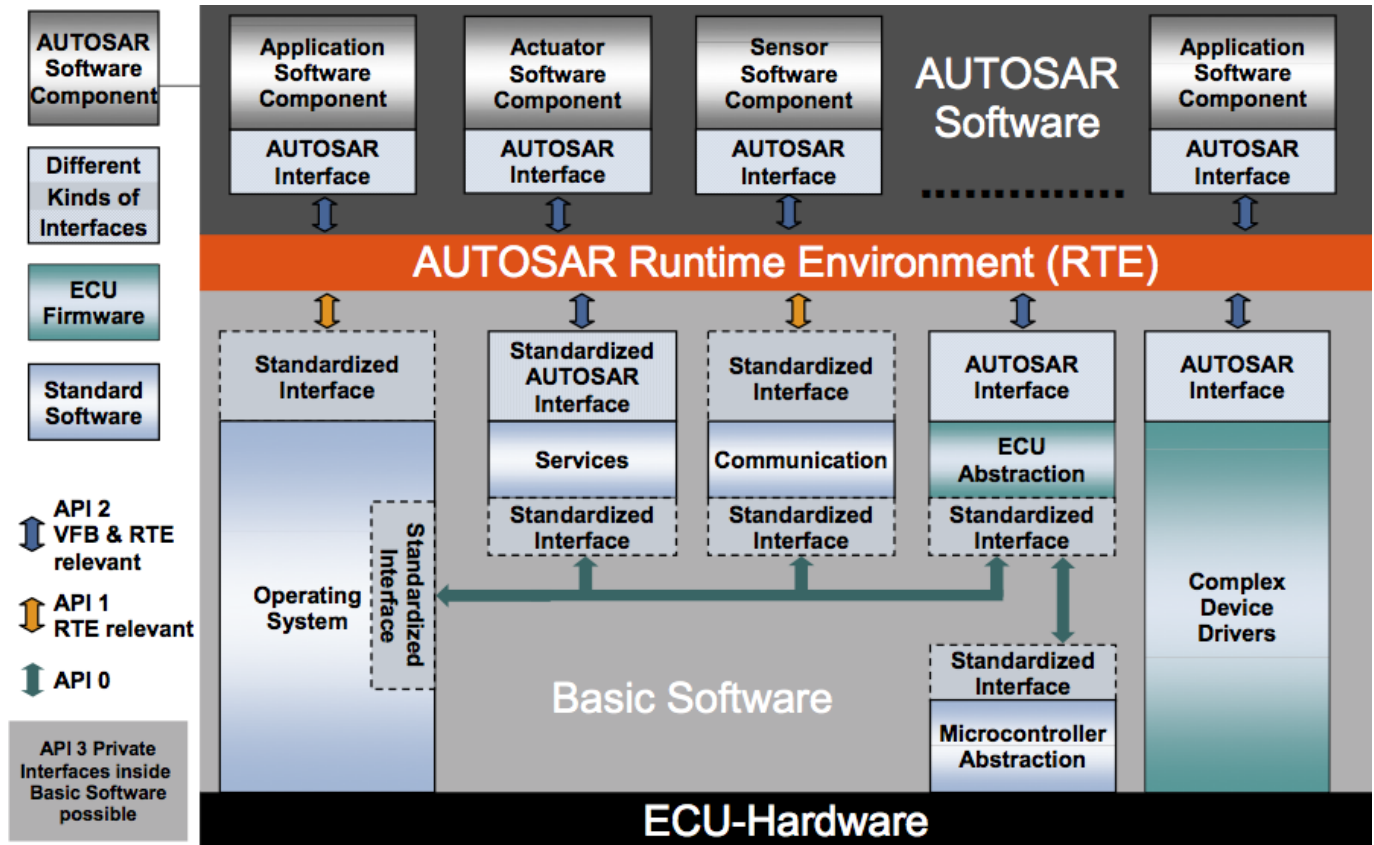 AUTOSAR
Software
Component
Different
Kinds of
Interfaces
ECU
Firmware
Standard
Software
API 2
VFB & RTE
relevant
API 1
RTE relevant
API 0
API 3 Private
Interfaces inside
Basic Software
possible
Application
Software
Component
AUTOSAR
Interface
Actuator
Software
Component
AUTOSAR
Interface
Sensor
Software
Component
AUTOSAR
Interface
AUTOSAR
Software
Application
Software
Component
AUTOSAR
Interface
AUTOSAR Runtime Environment (RTE)
Standardized
Interface
Operating
System
Standardized
Interface
Standardized
AUTOSAR
Interface
Services
Standardized
Interface
Standardized
Interface
Communication
Standardized
Interface
AUTOSAR
Interface
ECU
Abstraction
Standardized
Interface
Standardized
Interface
Microcontroller
Abstraction
AUTOSAR
Interface
Complex
Device
Drivers
Basic Software
ECU-Hardware